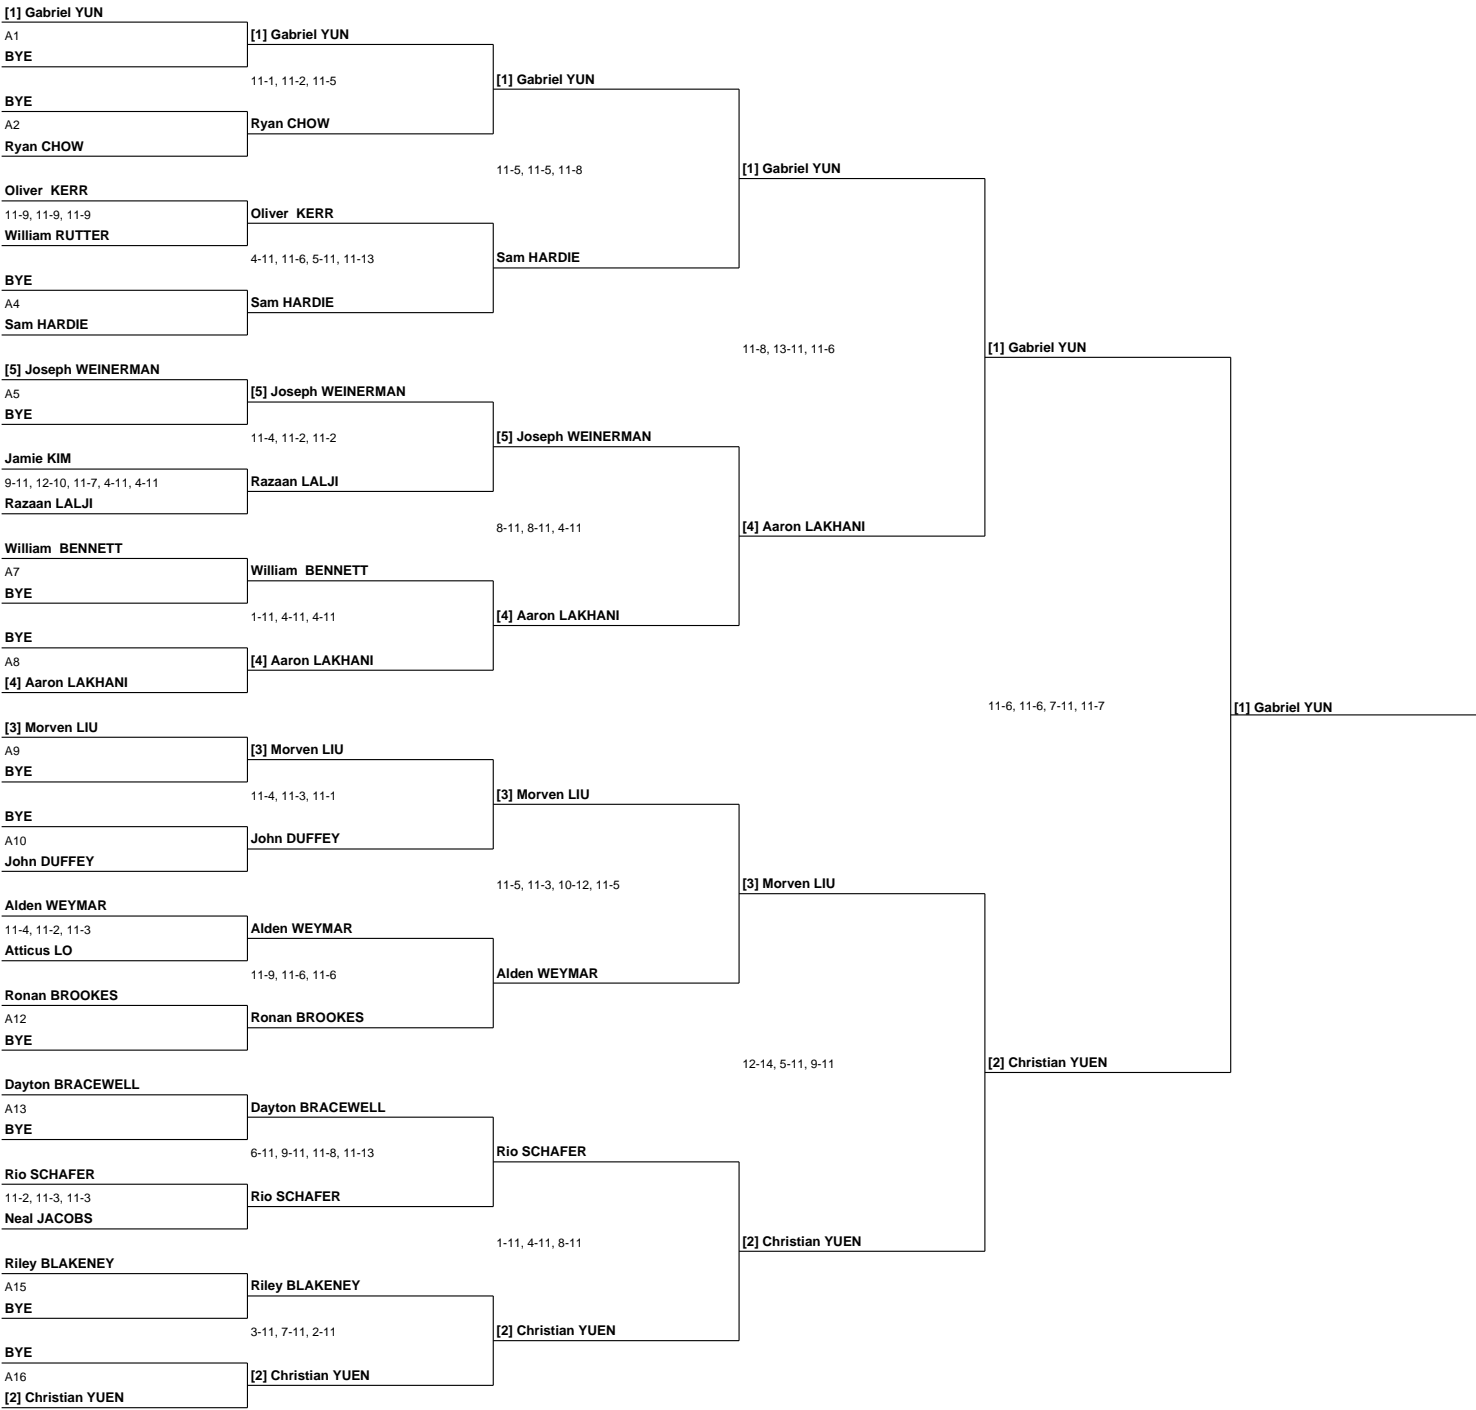 [1] Gabriel YUN
A1
BYE
BYE
A2
Ryan CHOW
Oliver  KERR
11-9, 11-9, 11-9
William RUTTER
BYE
A4
Sam HARDIE
[5] Joseph WEINERMAN
A5
BYE
Jamie KIM
9-11, 12-10, 11-7, 4-11, 4-11
Razaan LALJI
William  BENNETT
A7
BYE
BYE
A8
[4] Aaron LAKHANI
[3] Morven LIU
A9
BYE
BYE
A10
John DUFFEY
Alden WEYMAR
11-4, 11-2, 11-3
Atticus LO
Ronan BROOKES
A12
BYE
Dayton BRACEWELL
A13
BYE
Rio SCHAFER
11-2, 11-3, 11-3
Neal JACOBS
Riley BLAKENEY
A15
BYE
BYE
A16
[2] Christian YUEN
[1] Gabriel YUN
11-1, 11-2, 11-5
Ryan CHOW
Oliver  KERR
4-11, 11-6, 5-11, 11-13
Sam HARDIE
[5] Joseph WEINERMAN
11-4, 11-2, 11-2
Razaan LALJI
William  BENNETT
1-11, 4-11, 4-11
[4] Aaron LAKHANI
[3] Morven LIU
11-4, 11-3, 11-1
John DUFFEY
Alden WEYMAR
11-9, 11-6, 11-6
Ronan BROOKES
Dayton BRACEWELL
6-11, 9-11, 11-8, 11-13
Rio SCHAFER
Riley BLAKENEY
3-11, 7-11, 2-11
[2] Christian YUEN
[1] Gabriel YUN
11-5, 11-5, 11-8
Sam HARDIE
[5] Joseph WEINERMAN
8-11, 8-11, 4-11
[4] Aaron LAKHANI
[3] Morven LIU
11-5, 11-3, 10-12, 11-5
Alden WEYMAR
Rio SCHAFER
1-11, 4-11, 8-11
[2] Christian YUEN
[1] Gabriel YUN
11-8, 13-11, 11-6
[4] Aaron LAKHANI
[3] Morven LIU
12-14, 5-11, 9-11
[2] Christian YUEN
[1] Gabriel YUN
11-6, 11-6, 7-11, 11-7
[2] Christian YUEN
[1] Gabriel YUN